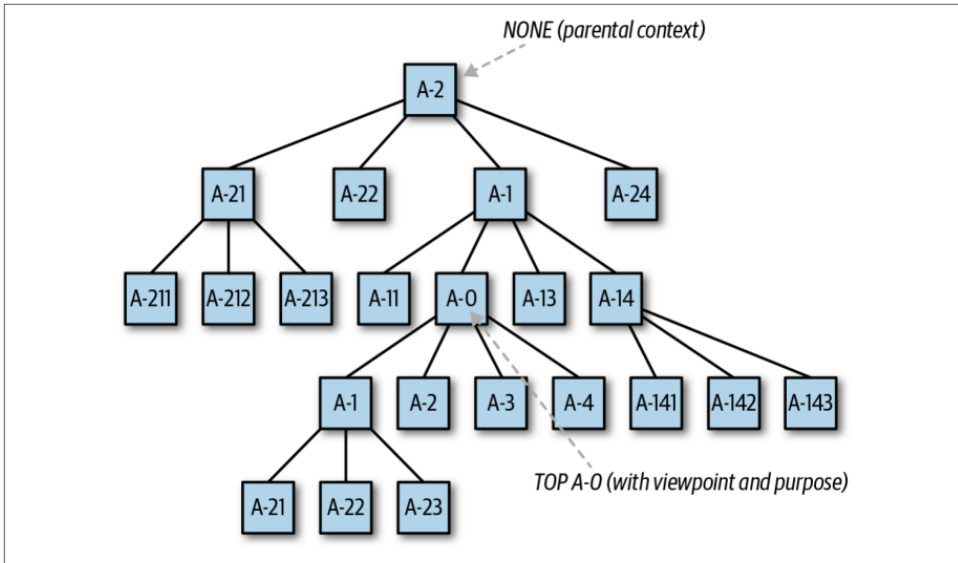 NONE (parental context)
A-2
A-21
A-22
A-1
A-24
A-211
A-212
A-213
A-11
A-0
A-13
A-14
A-1
A-2
A-3
A-4
A-141
A-142
A-143
TOP A-0 (with viewpoint and purpose)
A-21
A-22
A-23